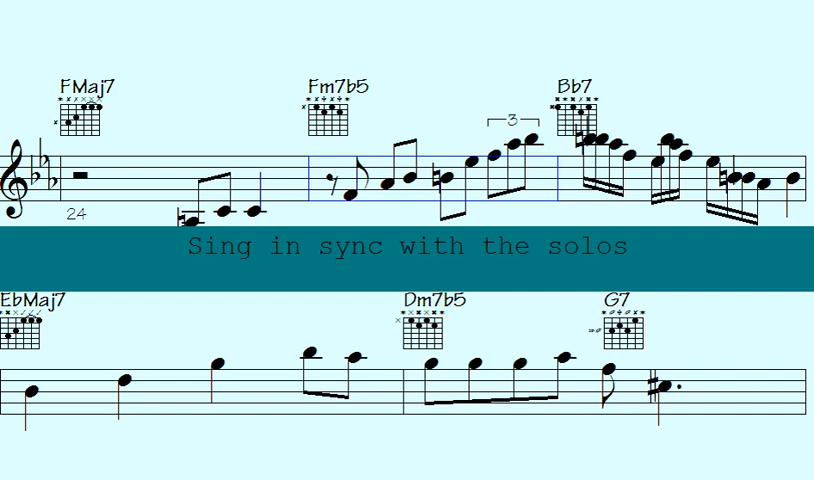 FMaj7 Fm7b5 Bb7
3
24
Sing in sync with the solos
EbMaj7 Dm7b5 G7